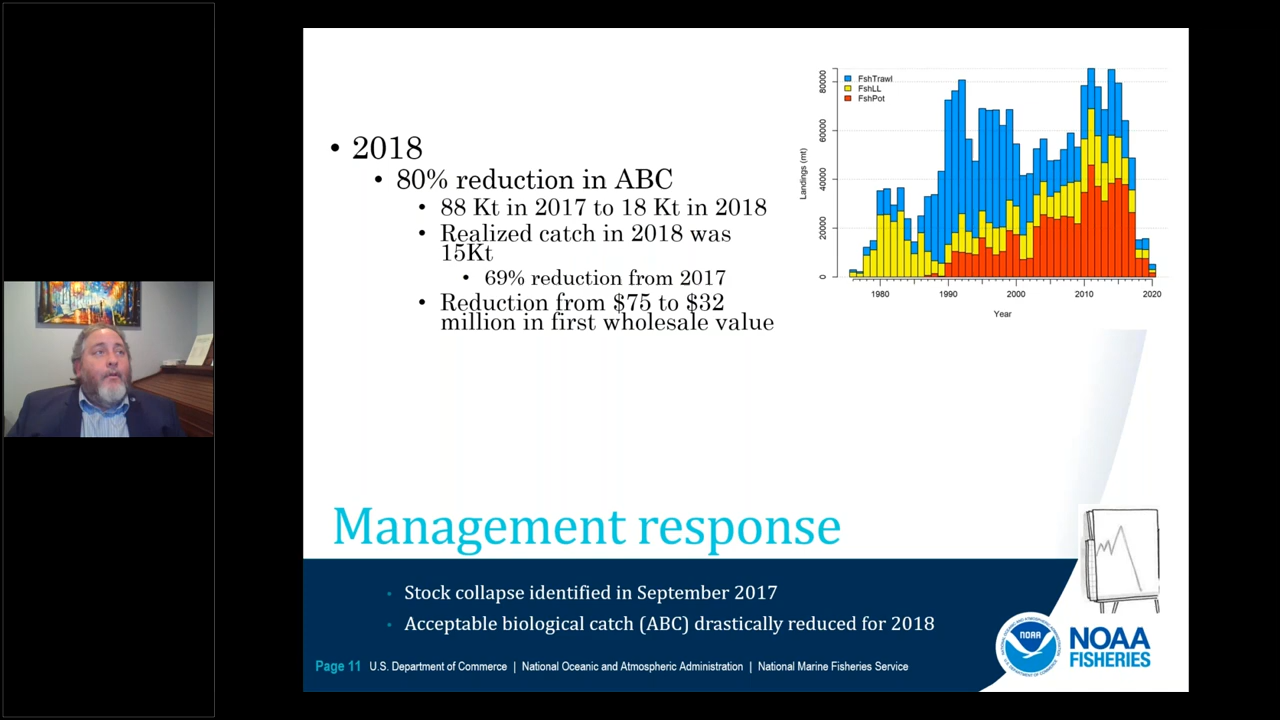 • 2018
• 80% reduction in ABC
• 88 Kt in 2017 to 18 Kt in 2018
• Realized catch in 2018 was
15Kt
• 69% reduction from 2017
• Reduction from $75 to $32
million in first wholesale value
FshTrawl
FshLL
FshPot
Landings (mt)
80000
60000
40000
20000
0
1980 1990 2000 2010 2020
Year
Management response
• Stock collapse identified in September 2017
• Acceptable biological catch (ABC) drastically reduced for 2018
NOAA
NOAA
FISHERIES
Page 11 U.S. Department of Commerce | National Oceanic and Atmospheric Administration | National Marine Fisheries Service